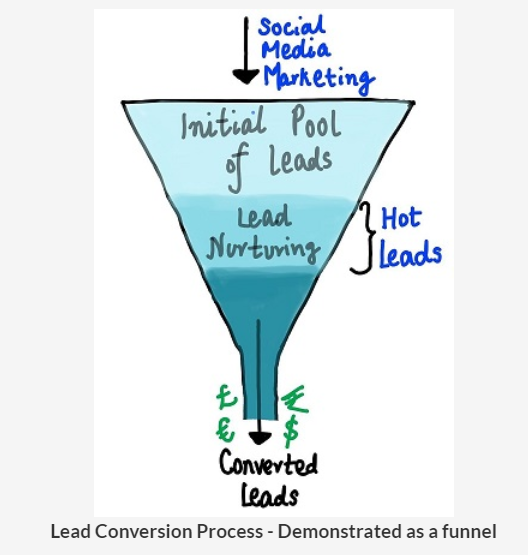 Social
Media
Marketing
Initial Pool
of Leads
Lead
Nurturing
Hot
Leads
£ ₹
€ $
Converted
Leads
Lead Conversion Process - Demonstrated as a funnel